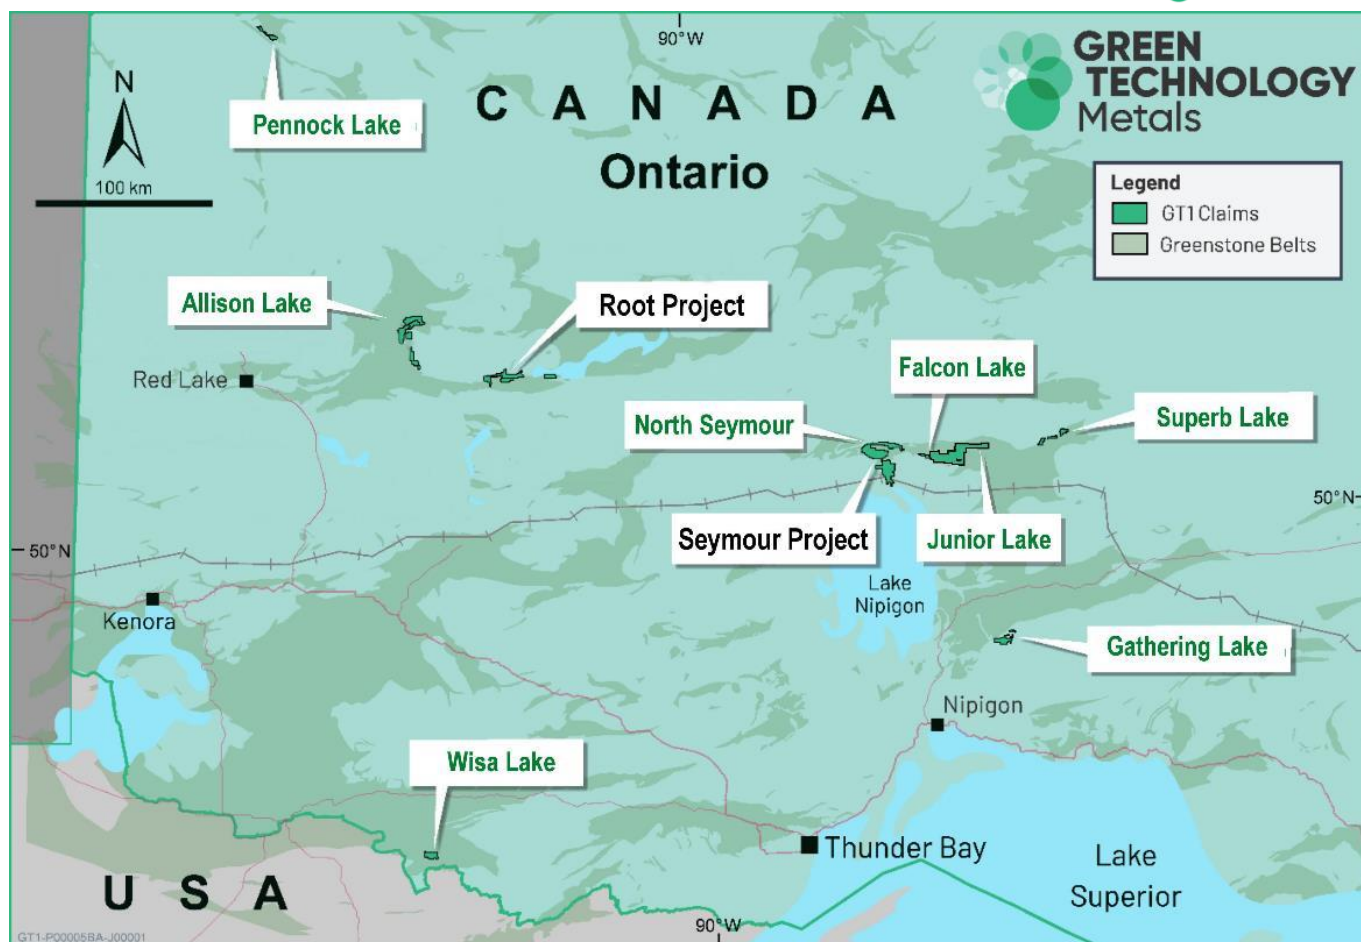 90°W
GREEN
TECHNOLOGY
Metals
N
Pennock Lake
CANADA
Ontario
100 km
Legend
GT1 Claims
Greenstone Belts
Allison Lake
Root Project
Red Lake
Falcon Lake
North Seymour
Superb Lake
50°N
Seymour Project
Junior Lake
50°N
Lake
Nipigon
Kenora
Gathering Lake
Nipigon
Wisa Lake
Thunder Bay
Lake
Superior
USA
90°W
GT1-P00005BA-J00001